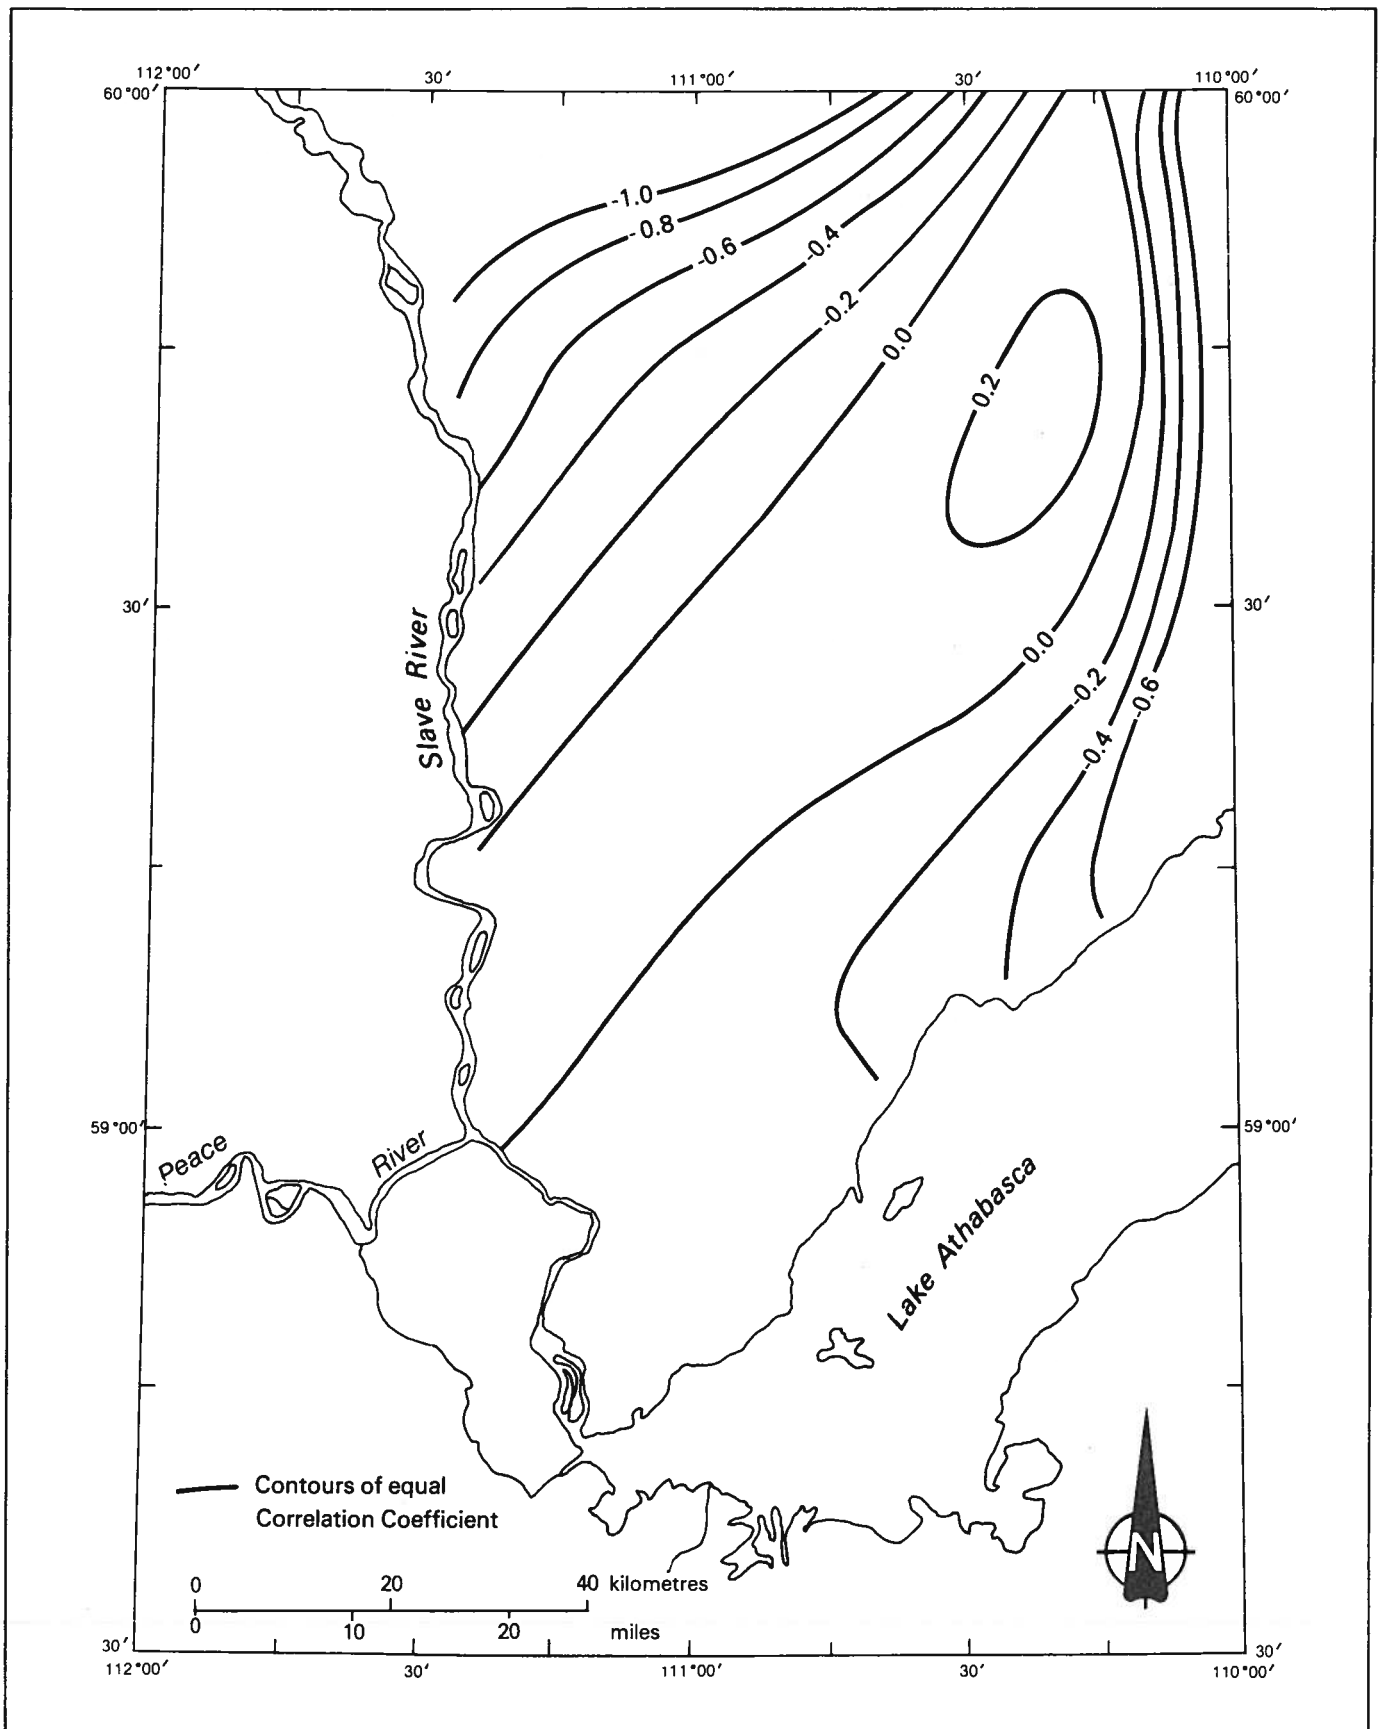 112°00′ 30′ 111°00′ 30′ 110°00′
60°00′ 60°00′
-1.0
-0.8
-0.6
-0.4
-0.2
0.0
0.2
30′ 30′
Slave River
0.0
-0.2
-0.6
-0.4
59°00′ 59°00′
Peace River
Lake Athabasca
Contours of equal
Correlation Coefficient
0 20 40 kilometres
0 10 20 miles
N
30′ 30′
112°00′ 30′ 111°00′ 30′ 110°00′